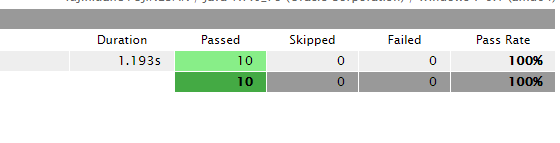 Duration Passed Skipped Failed Pass Rate
1.193s 10 0 0 100%
10 0 0 100%